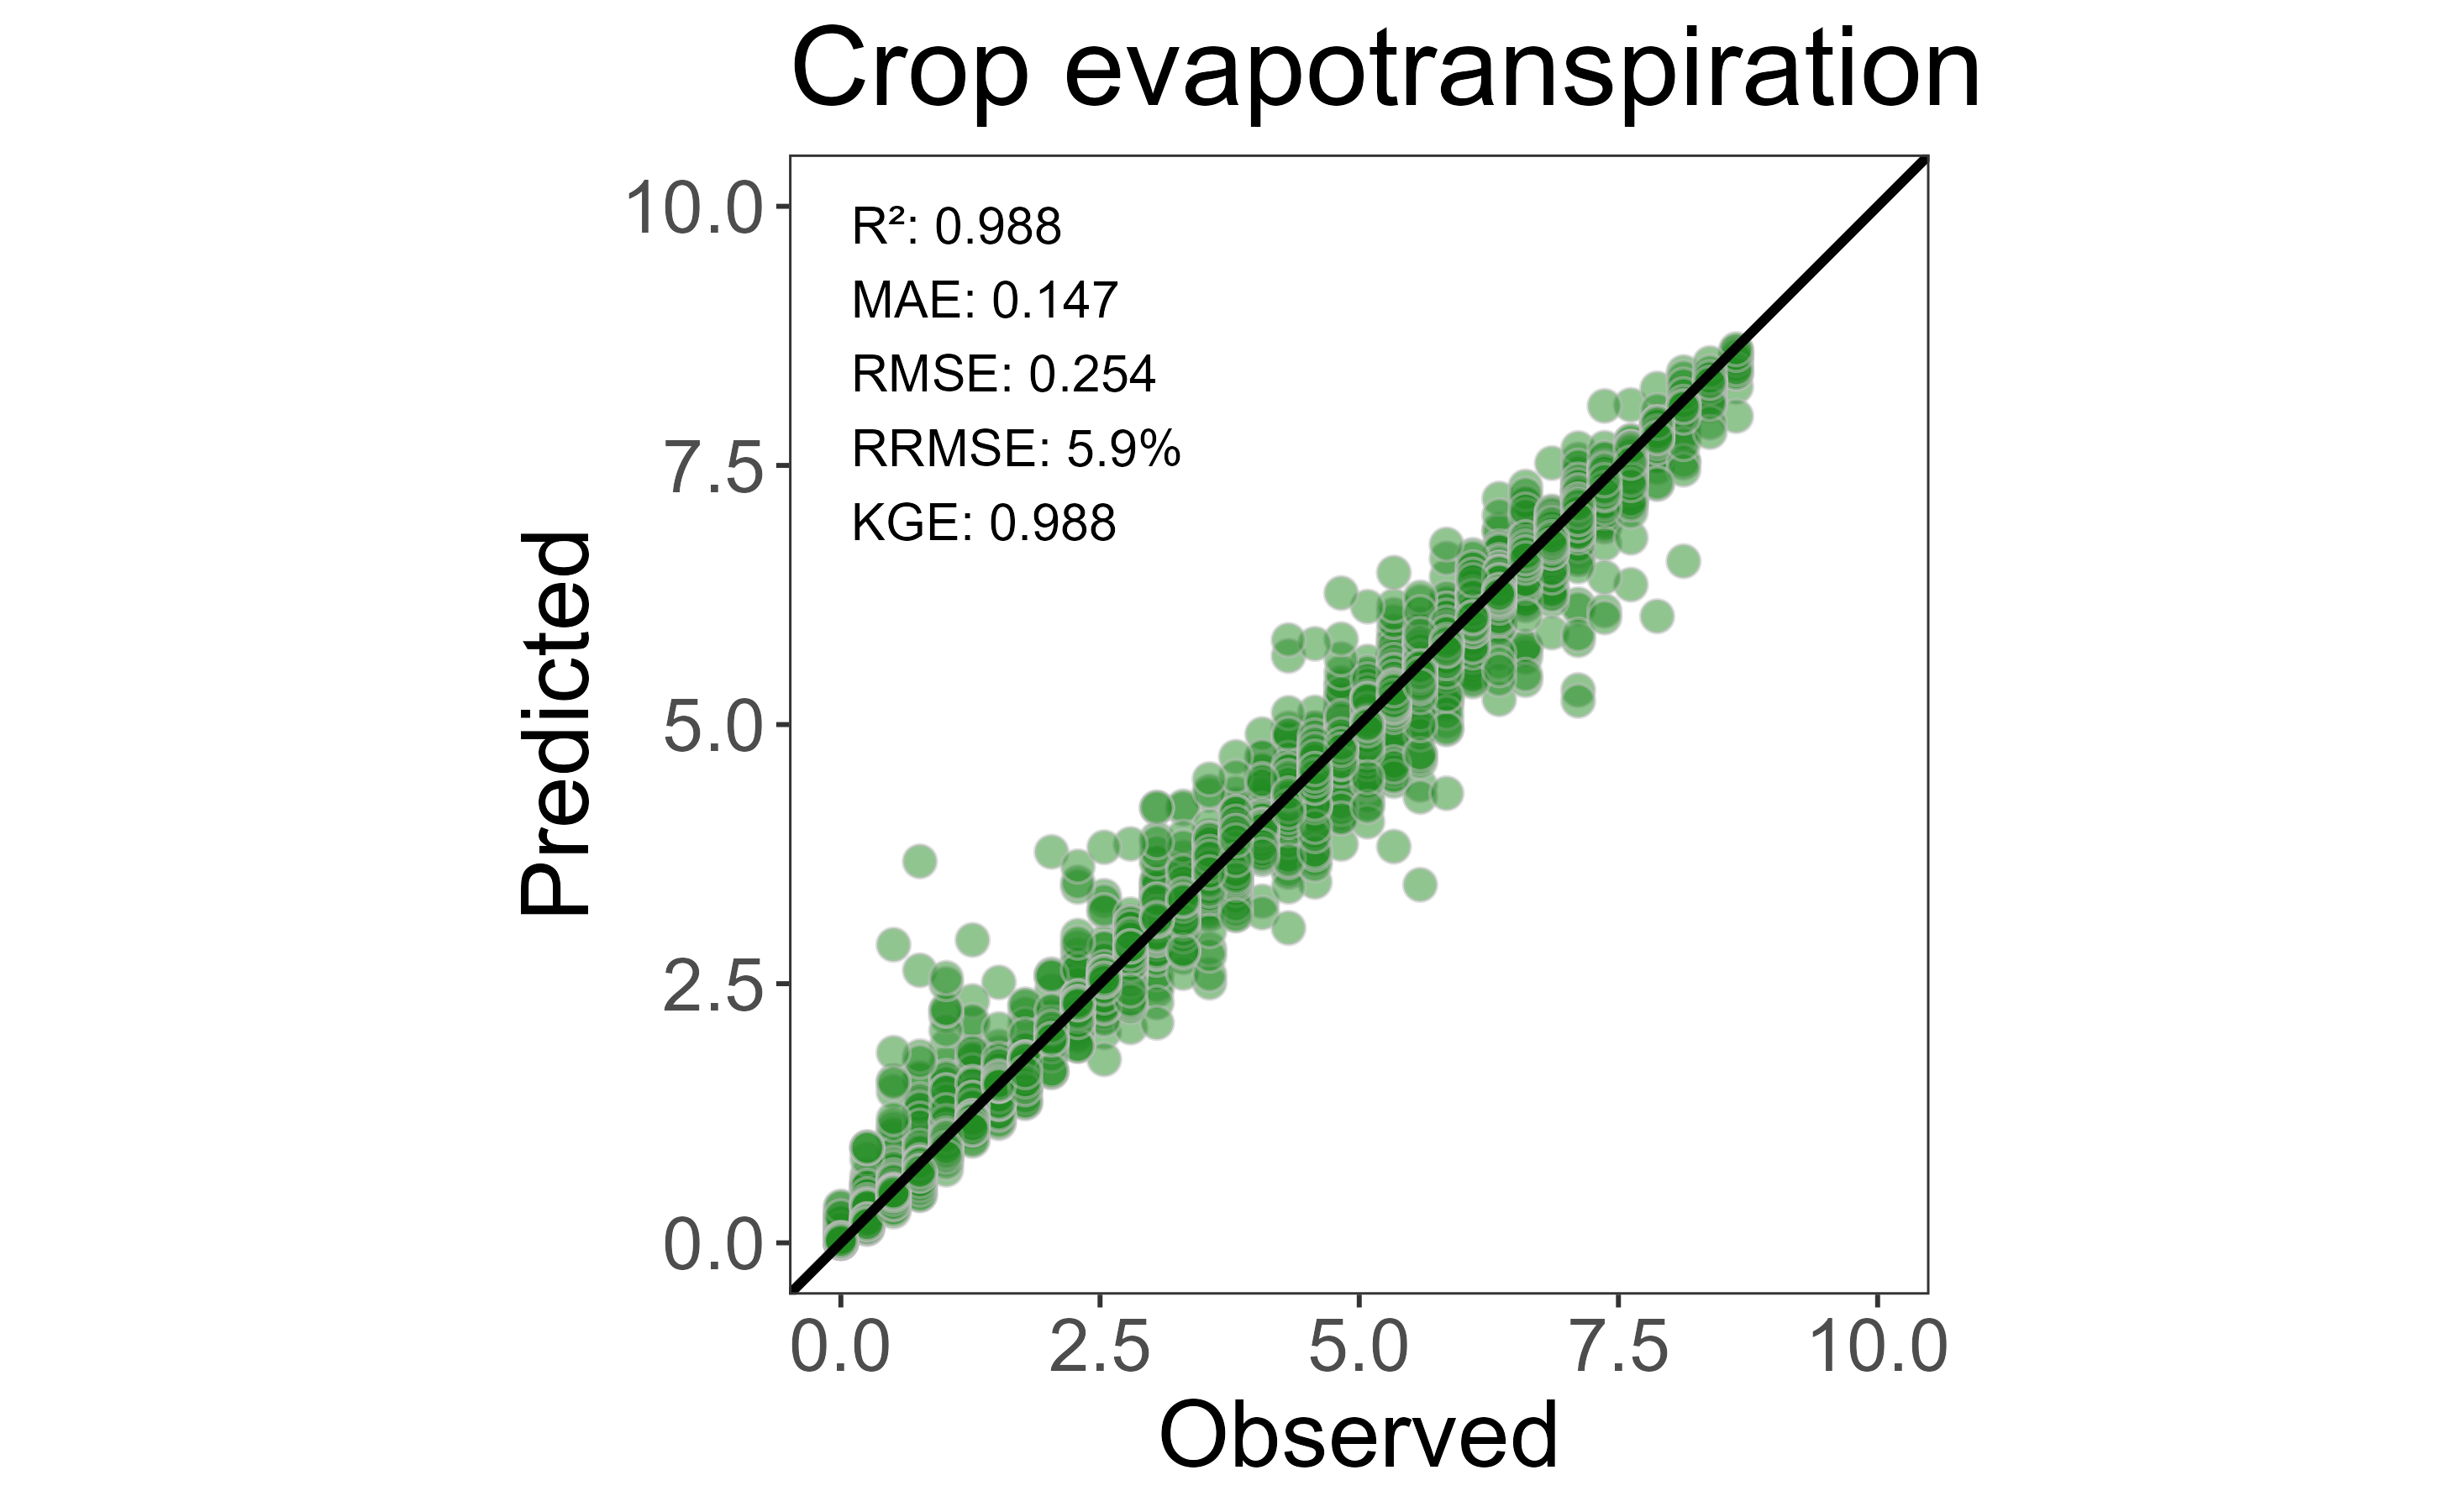 Crop evapotranspiration
10.0
7.5
5.0
2.5
0.0
R²: 0.988
MAE: 0.147
RMSE: 0.254
RRMSE: 5.9%
KGE: 0.988
Predicted
0.0 2.5 5.0 7.5 10.0
Observed